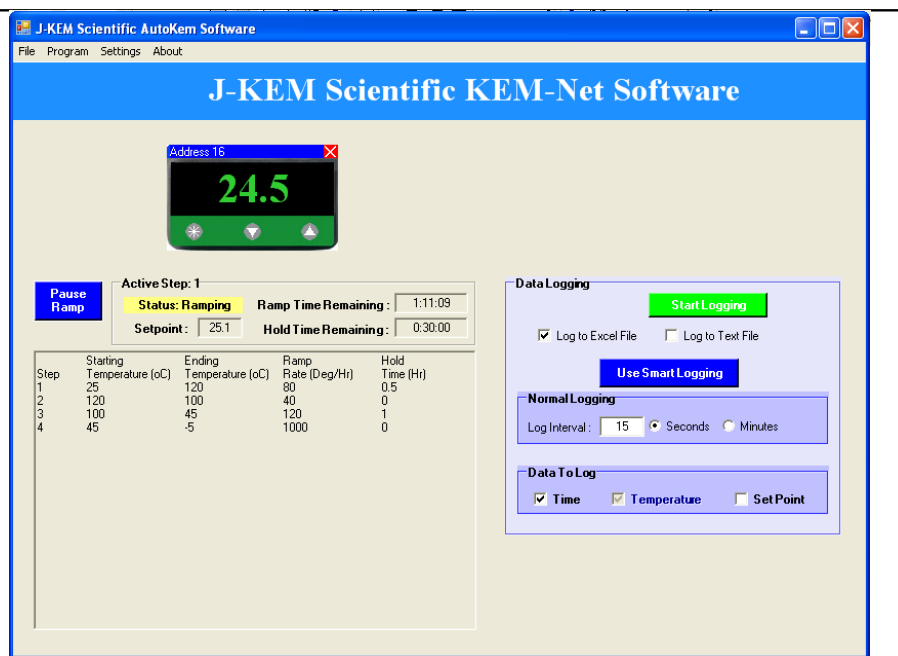 J-KEM Scientific AutoKem Software
File Program Settings About
J-KEM Scientific KEM-Net Software
Address 16
24.5
Pause
Ramp
Active Step: 1
Status: Ramping Ramp Time Remaining : 1:11:09
Setpoint : 25.1 Hold Time Remaining : 0:30:00
Starting Ending Ramp Hold
Step Temperature (oC) Temperature (oC) Rate (Deg/Hr) Time (Hr)
1 25 120 80 0.5
2 120 100 40 0
3 100 45 120 1
4 45 -5 1000 0
Data Logging
Start Logging
Log to Excel File Log to Text File
Use Smart Logging
Normal Logging
Log Interval : 15 Seconds Minutes
Data To Log
Time Temperature Set Point